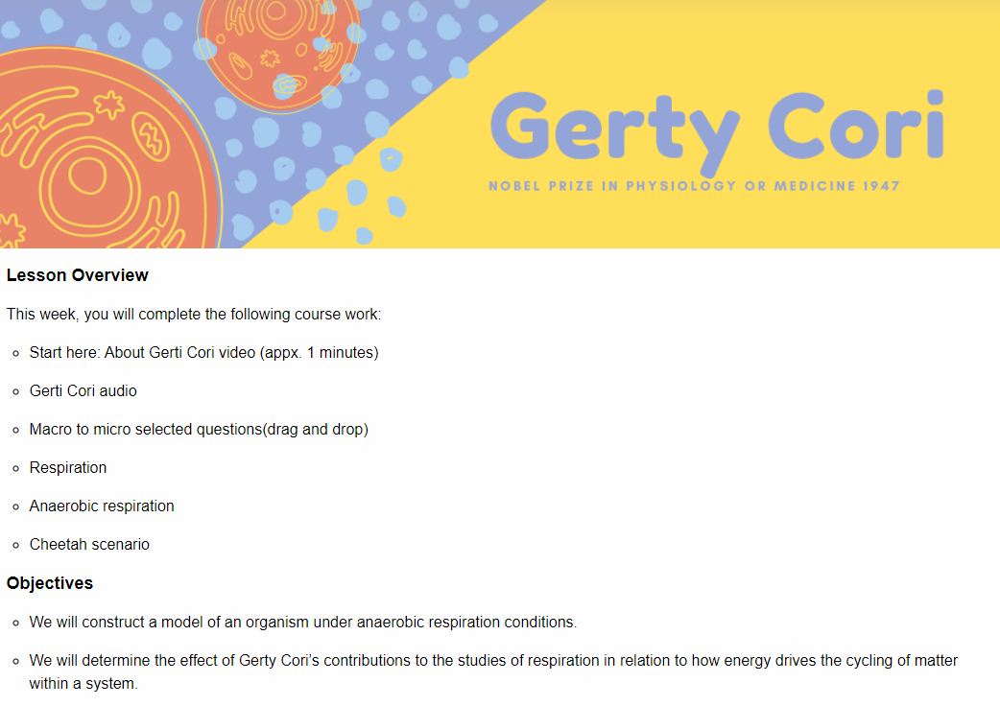 Gerty Cori
NOBEL PRIZE IN PHYSIOLOGY OR MEDICINE 1947
Lesson Overview
This week, you will complete the following course work:
Start here: About Gerti Cori video (appx. 1 minutes)
Gerti Cori audio
Macro to micro selected questions(drag and drop)
Respiration
Anaerobic respiration
Cheetah scenario
Objectives
We will construct a model of an organism under anaerobic respiration conditions.
We will determine the effect of Gerty Cori’s contributions to the studies of respiration in relation to how energy drives the cycling of matter
within a system.